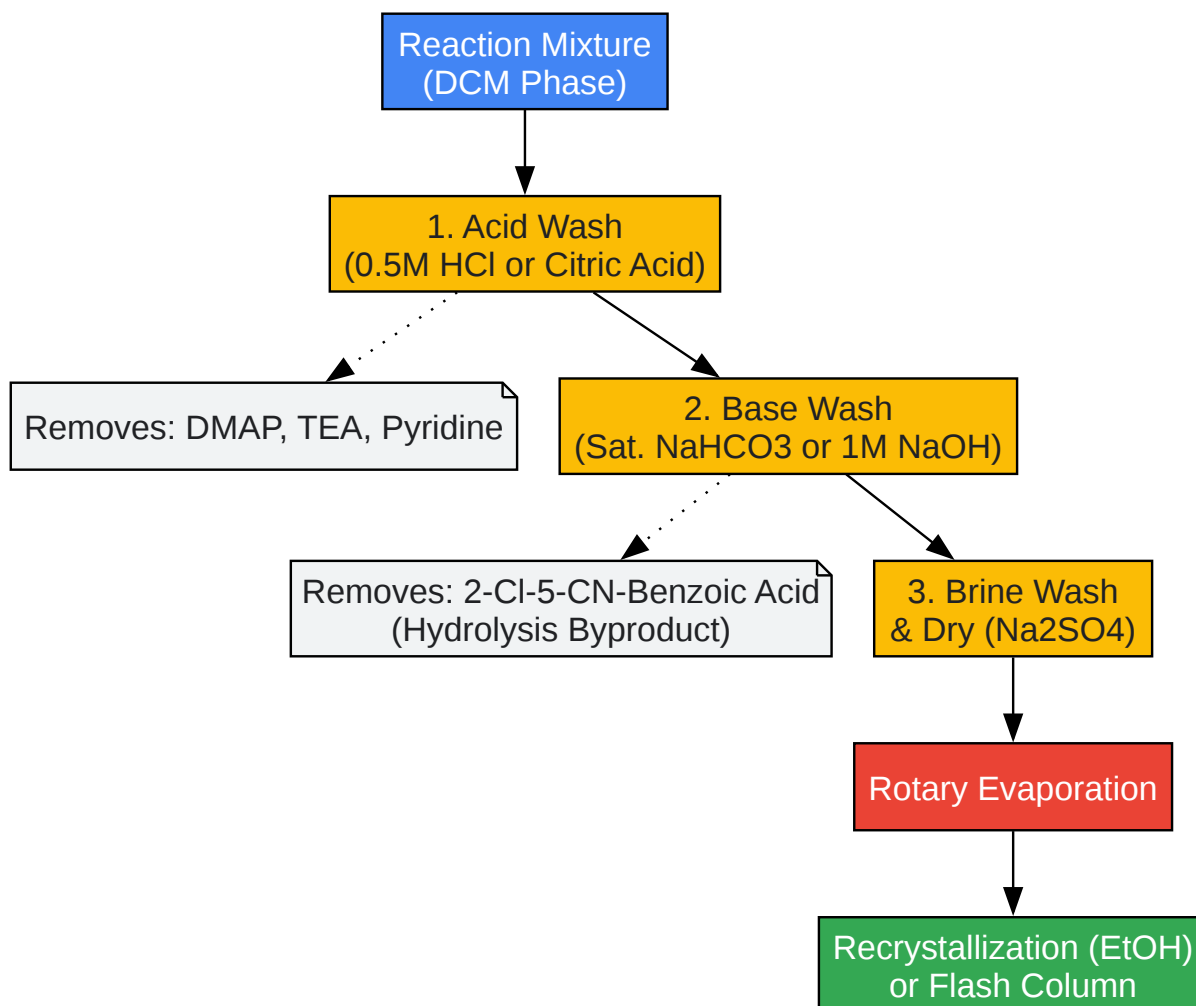 Reaction Mixture
(DCM Phase)
1. Acid Wash
(0.5M HCl or Citric Acid)
Removes: DMAP, TEA, Pyridine
2. Base Wash
(Sat. NaHCO3 or 1M NaOH)
Removes: 2-Cl-5-CN-Benzoic Acid
(Hydrolysis Byproduct)
3. Brine Wash
& Dry (Na2SO4)
Rotary Evaporation
Recrystallization (EtOH)
or Flash Column